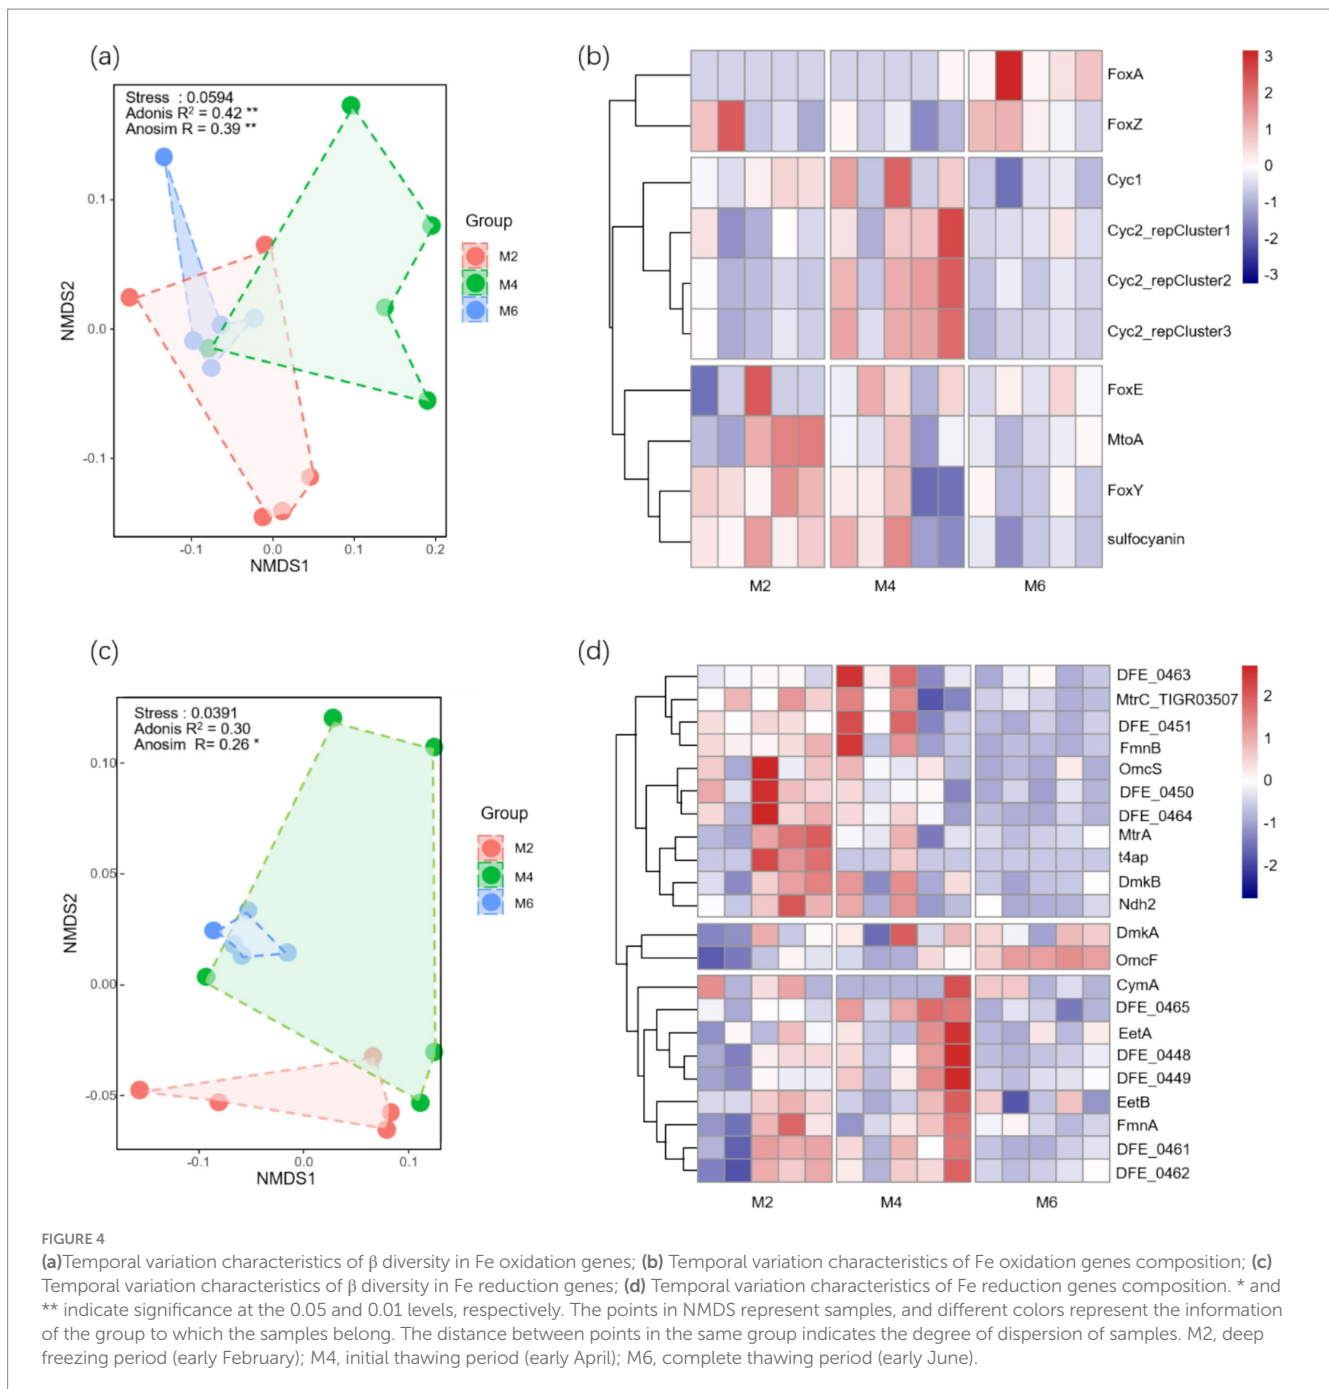 (a)
Stress : 0.0594
Adonis R² = 0.42 **
Anosim R = 0.39 **
0.1
0.0
-0.1
NMDS2
-0.1 0.0 0.1 0.2
NMDS1
Group
M2
M4
M6
(b)
FoxA
FoxZ
Cyc1
Cyc2_repCluster1
Cyc2_repCluster2
Cyc2_repCluster3
FoxE
MtoA
FoxY
sulfocyanin
M2 M4 M6
3
2
1
0
-1
-2
-3
(c)
Stress : 0.0391
Adonis R² = 0.30
Anosim R= 0.26 *
0.10
0.05
0.00
-0.05
NMDS2
-0.1 0.0 0.1
NMDS1
Group
M2
M4
M6
(d)
DFE_0463
MtrC_TIGR03507
DFE_0451
FmnB
OmcS
DFE_0450
DFE_0464
MtrA
t4ap
DmkB
Ndh2
DmkA
OmcF
CymA
DFE_0465
EetA
DFE_0448
DFE_0449
EetB
FmnA
DFE_0461
DFE_0462
M2 M4 M6
2
1
0
-1
-2
FIGURE 4
(a)Temporal variation characteristics of β diversity in Fe oxidation genes; (b) Temporal variation characteristics of Fe oxidation genes composition; (c)
Temporal variation characteristics of β diversity in Fe reduction genes; (d) Temporal variation characteristics of Fe reduction genes composition. * and
** indicate significance at the 0.05 and 0.01 levels, respectively. The points in NMDS represent samples, and different colors represent the information
of the group to which the samples belong. The distance between points in the same group indicates the degree of dispersion of samples. M2, deep
freezing period (early February); M4, initial thawing period (early April); M6, complete thawing period (early June).